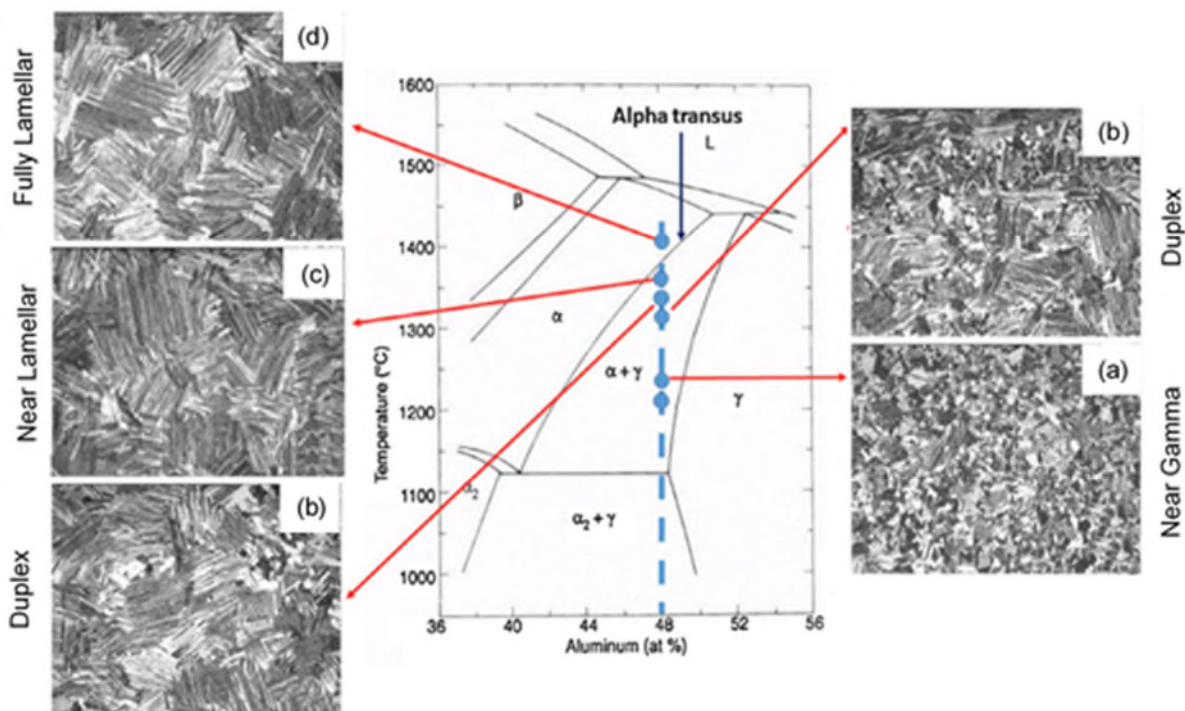 Fully Lamellar
(d)
Near Lamellar
(c)
Duplex
(b)
Temperature (°C)
1600
1500
1400
1300
1200
1100
1000
Alpha transus
L
β
α
α+γ
γ
α2
α2+γ
36
40
44
48
52
56
Aluminum (at %)
(b)
Duplex
(a)
Near Gamma